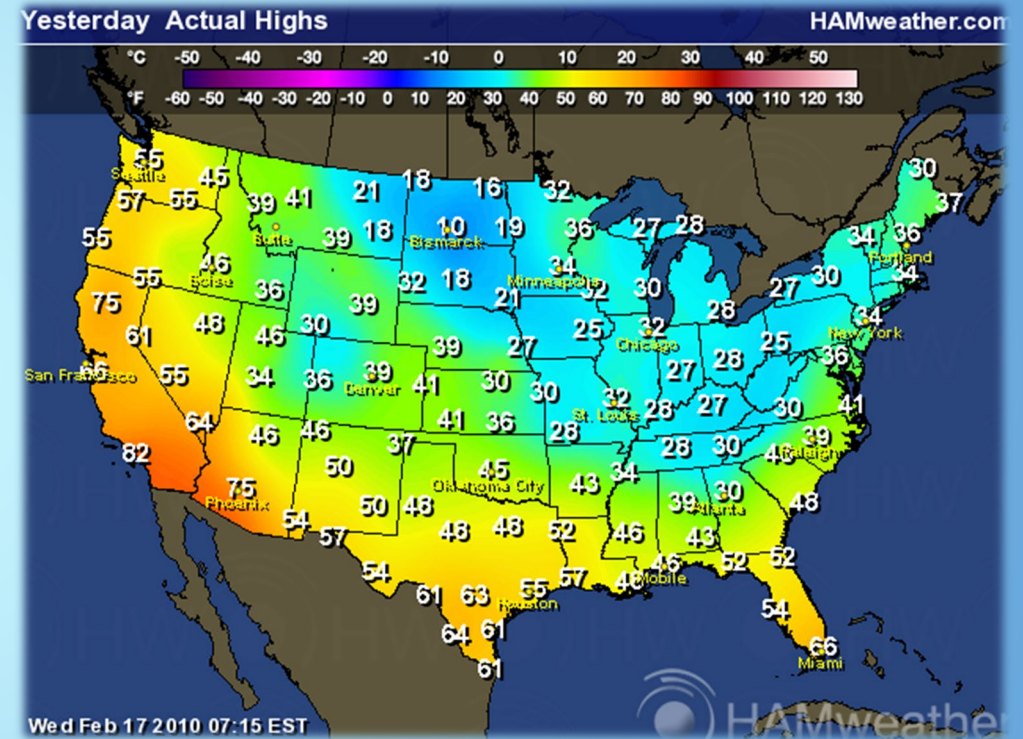 Yesterday Actual Highs
HAMweather.com
°C -50 -40 -30 -20 -10 0 10 20 30 40 50
°F -60 -50 -40 -30 -20 -10 0 10 20 30 40 50 60 70 80 90 100 110 120 130
55
Seattle
45
30
57 55
39 41 21 18 16 32
37
55
Butte
39 18
10
Bismarck
19 36 27 28
34 36
Portland
46
Boise
55
36
32 18
34
Minneapolis
32 30
27 30 34
75
39
21
28
61 48 46 30
25 32
Chicago
34
New York
39 27
25
36
66
San Francisco
55 34 36
39
Denver
41 30 30
27 28
32
St. Louis
28 27 30 41
64 46 46
41 36 28
28 30
39
Raleigh
82
37
50
45
Oklahoma City
43 34
75
Phoenix
39 30
Atlanta
48
50 48
54 57
48 48 52 46 43
52 52
54
57
46
Mobile
61 63
55
Houston
54
64 61
66
Miami
61
Wed Feb 17 2010 07:15 EST
HAMweather